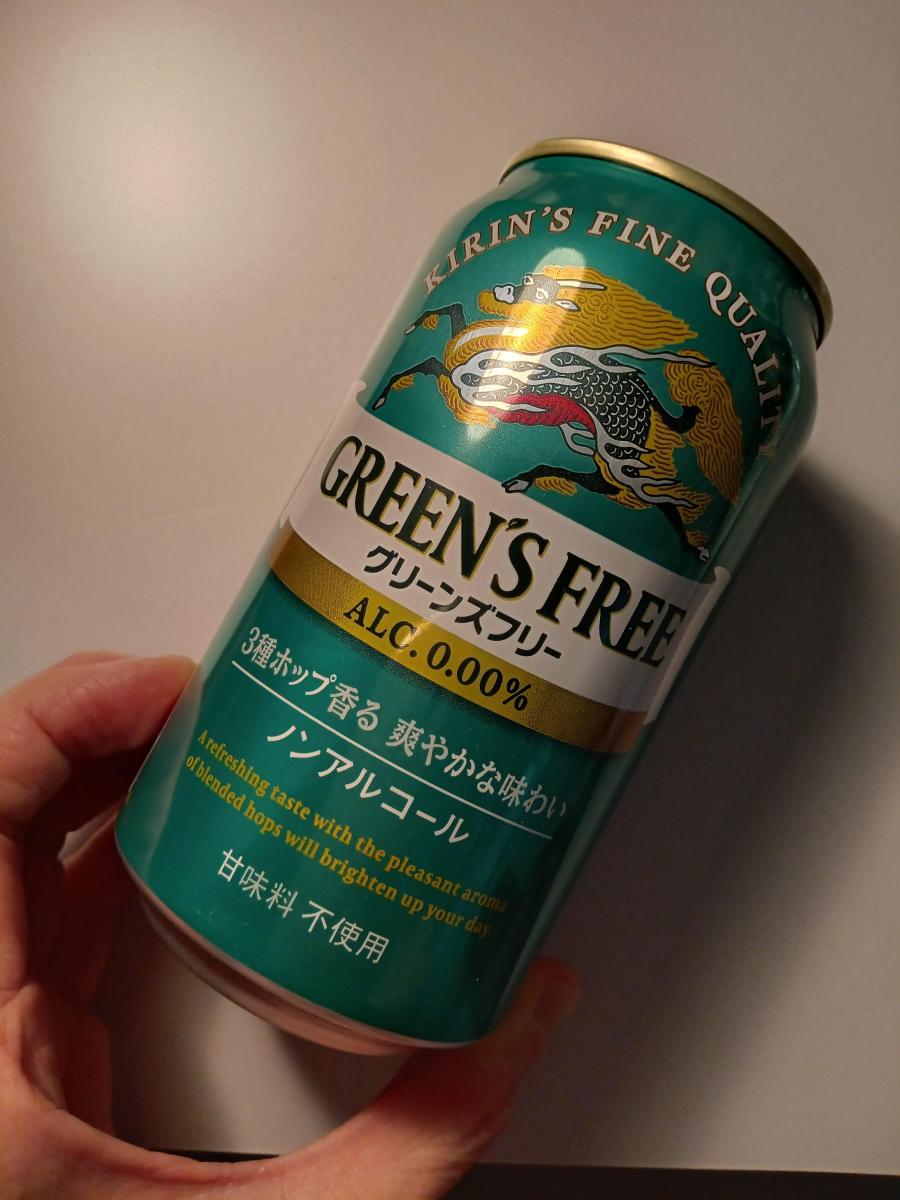 KIRIN'S FINE QUALITY
GREEN'S FREE
グリーンズフリー
ALC. 0.00%
3種ホップ香る 爽やかな味わい
ノンアルコール
A refreshing taste with the pleasant aroma
of blended hops will brighten up your day.
甘味料 不使用